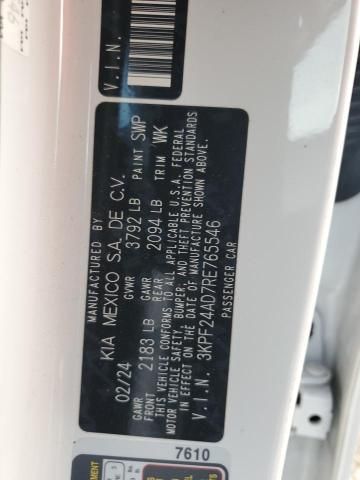 V.I.N.
MANUFACTURED BY
KIA MEXICO S.A. DE C.V.
02/24 GVWR 3792 LB PAINT SWP
GAWR FRONT 2183 LB GAWR REAR 2094 LB TRIM WK
THIS VEHICLE CONFORMS TO ALL APPLICABLE U.S.A. FEDERAL
MOTOR VEHICLE SAFETY, BUMPER, AND THEFT PREVENTION STANDARDS
IN EFFECT ON THE DATE OF MANUFACTURE SHOWN ABOVE.
V.I.N. 3KPF24AD7RE765546
PASSENGER CAR
7610